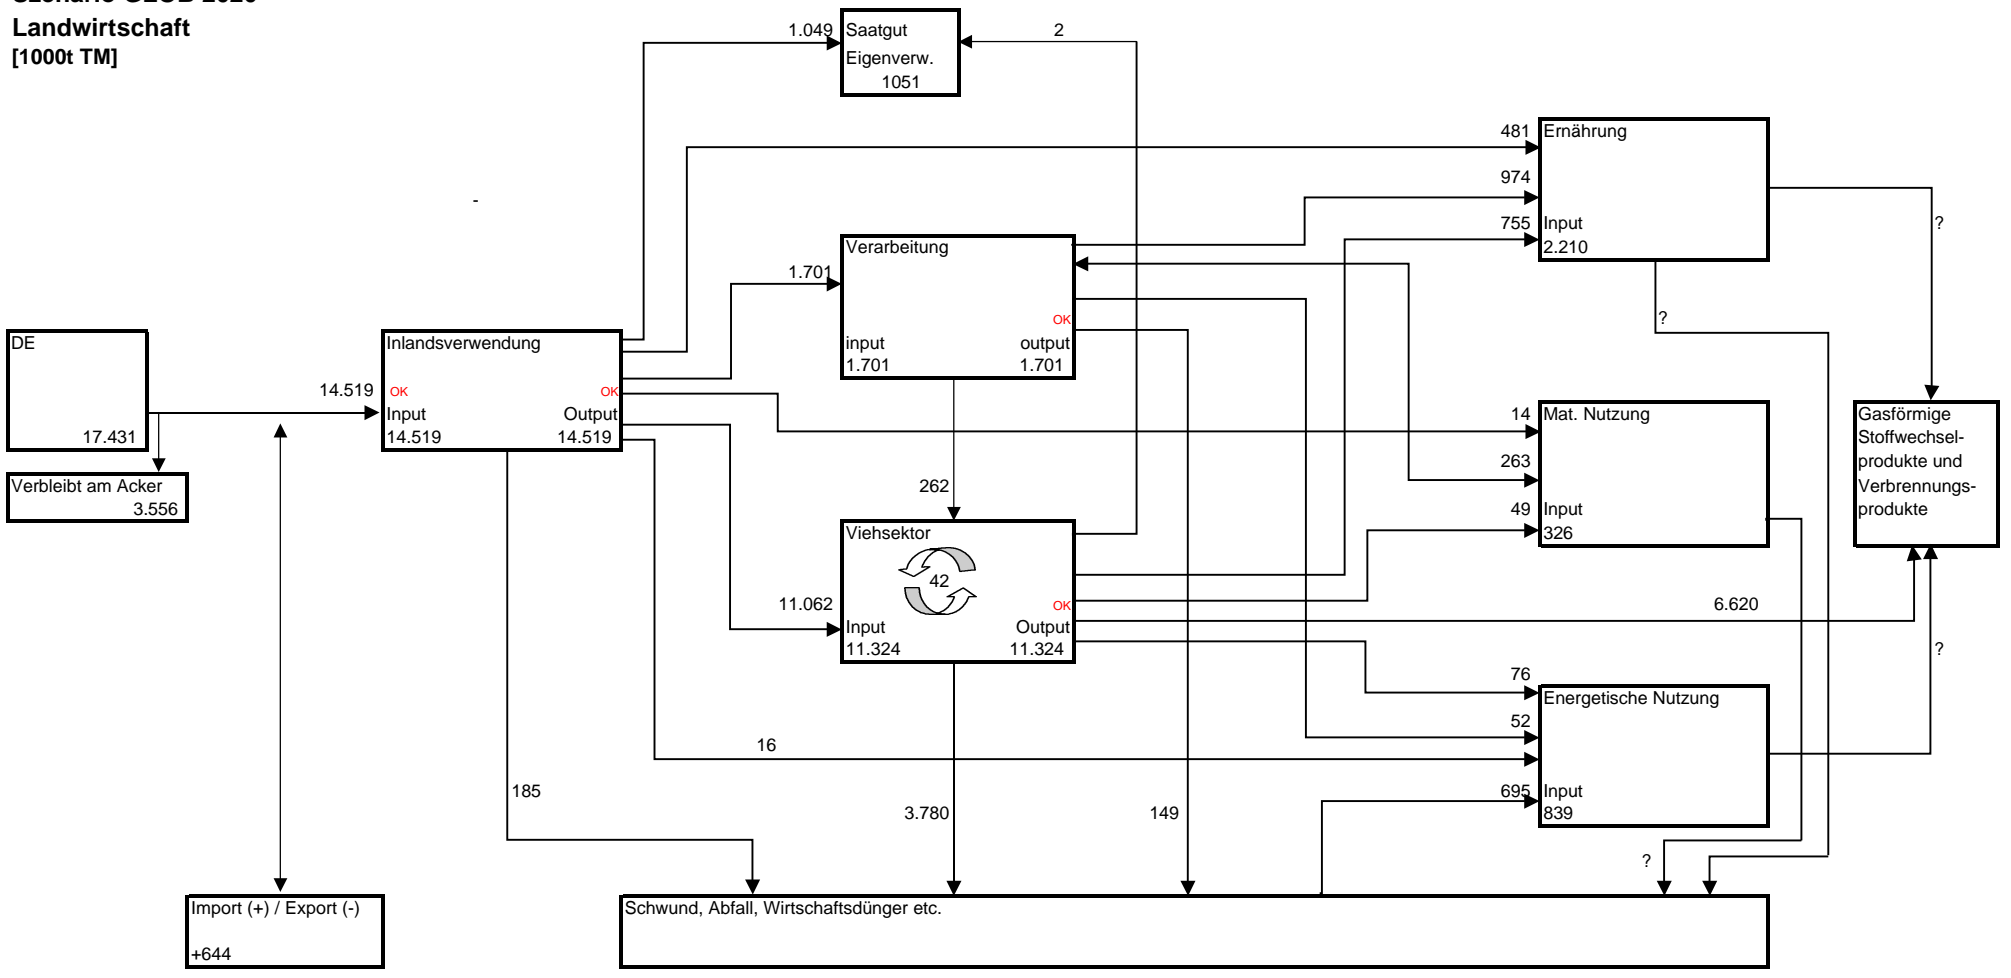 Landwirtschaft
[1000t TM]
1.049
Saatgut
Eigenverw.
1051
2
481
Ernährung
974
755
Input
2.210
?
?
-
Verarbeitung
1.701
OK
input
output
1.701
1.701
DE
17.431
Verbleibt am Acker
3.556
14.519
Inlandsverwendung
OK
OK
Input
Output
14.519
14.519
14
Mat. Nutzung
263
49
Input
326
Gasförmige
Stoffwechsel-
produkte und
Verbrennungs-
produkte
262
Viehsektor
42
11.062
OK
Input
Output
11.324
11.324
6.620
?
76
Energetische Nutzung
52
16
695
Input
839
185
3.780
149
?
Import (+) / Export (-)
+644
Schwund, Abfall, Wirtschaftsdünger etc.